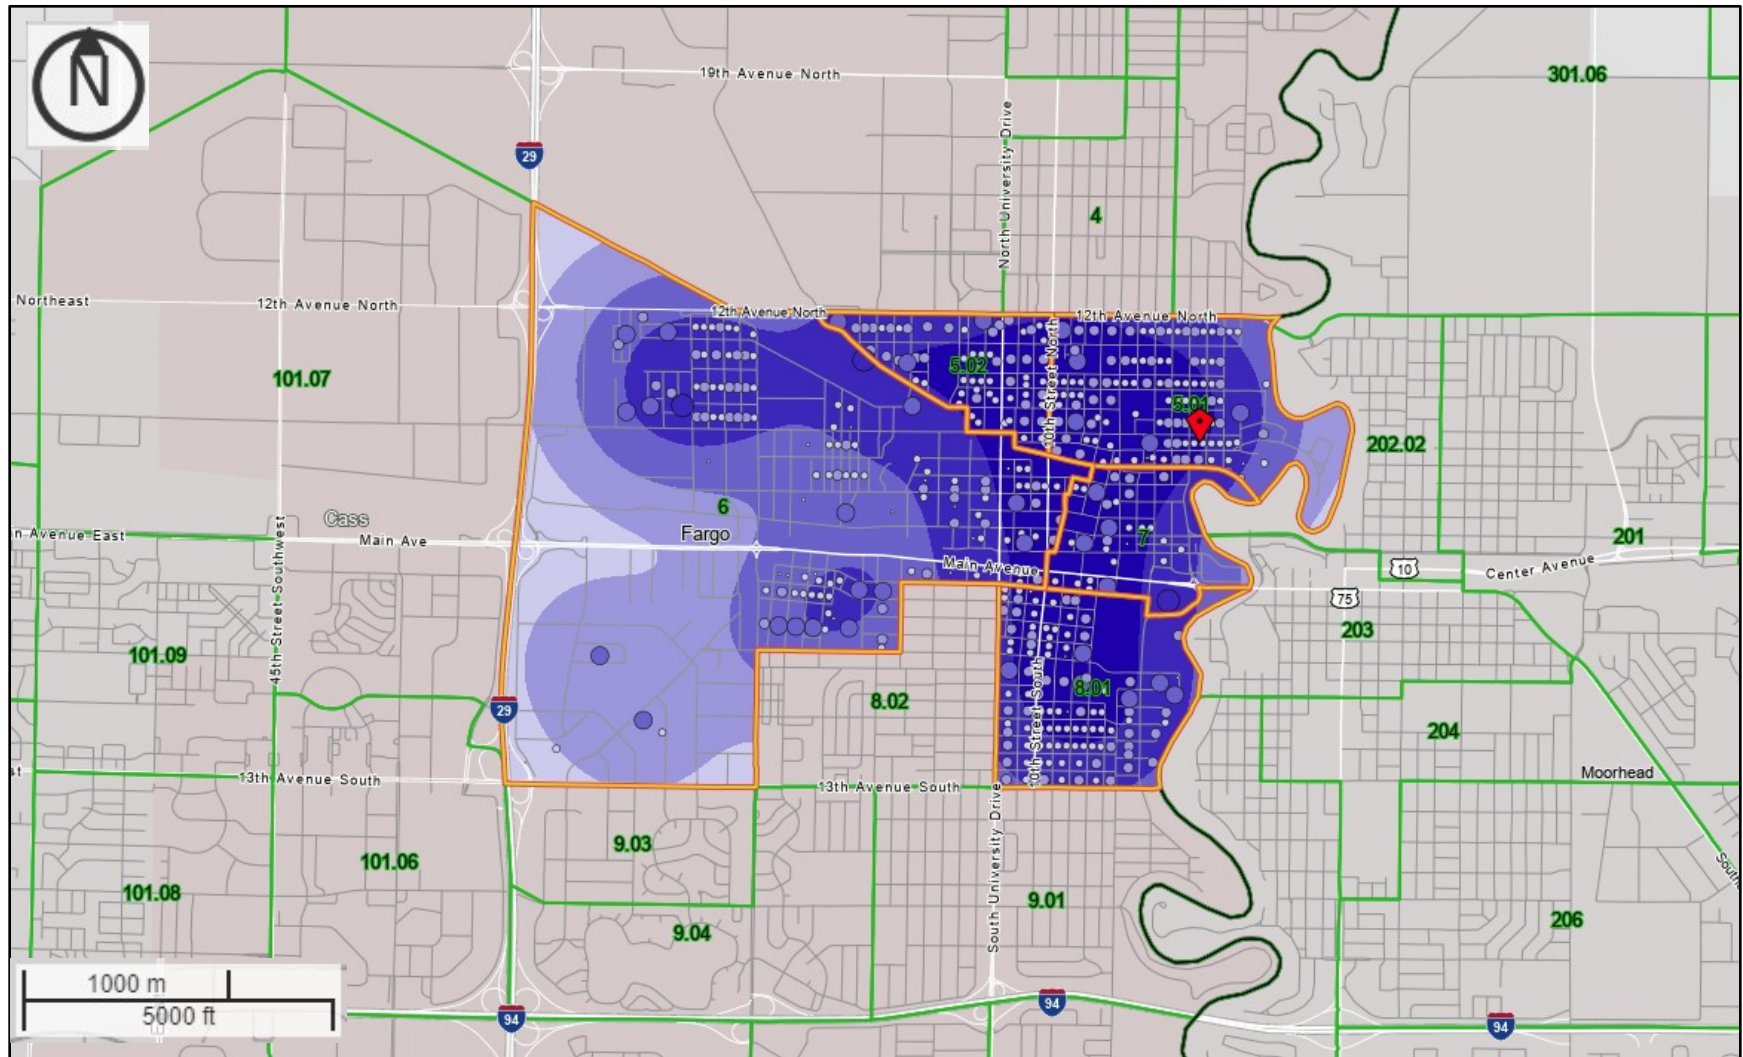 N
19th Avenue North
301.06
North University Drive
29
4
Northeast
12th Avenue North
12th Avenue North
12th Avenue North
10th Street North
5.02
101.07
5.01
202.02
45th Street Southwest
Cass
6
Fargo
7
n Avenue East
Main Ave
Main Avenue
201
10
Center Avenue
75
203
101.09
10th Street South
8.01
8.02
29
204
st
13th Avenue South
13th Avenue South
Moorhead
South University Drive
9.03
101.06
101.08
9.01
9.04
206
South
1000 m
5000 ft
94
94
94